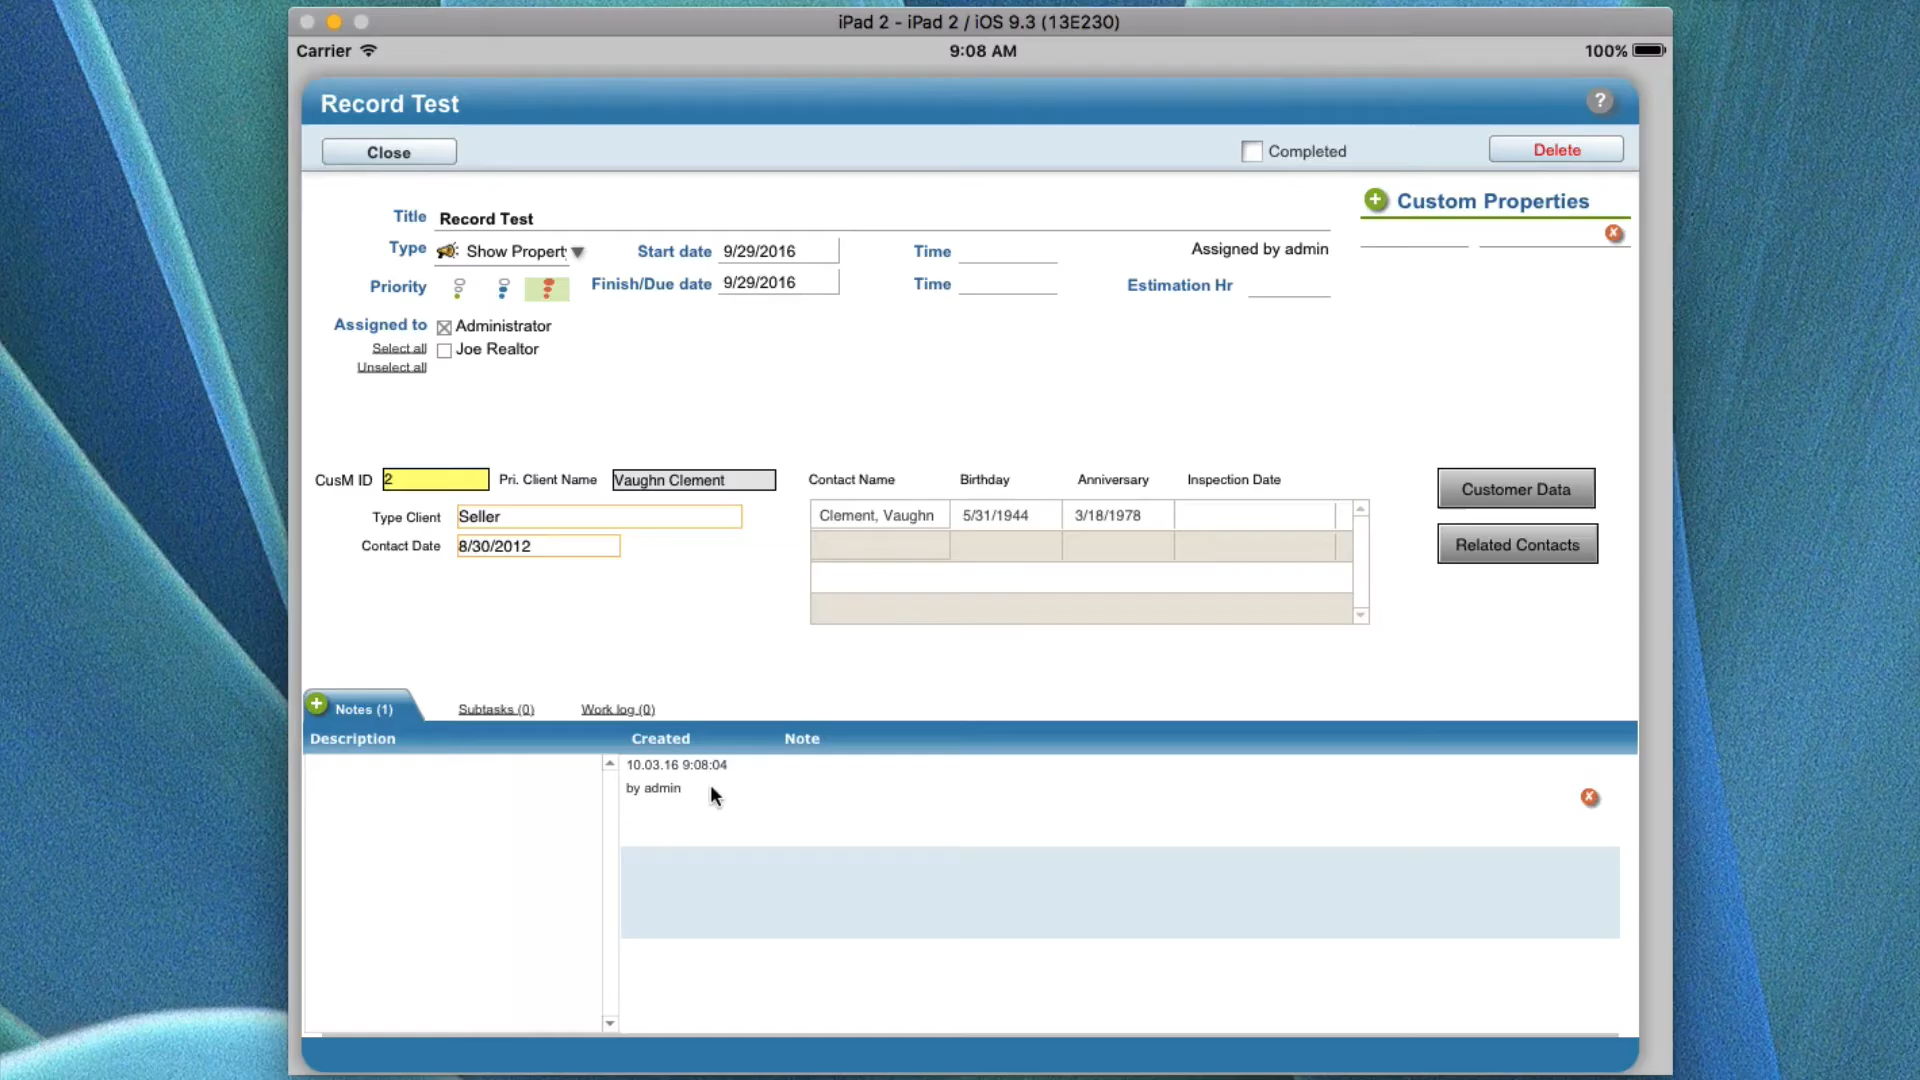 iPad 2 - iPad 2 / iOS 9.3 (13E230)
Carrier 9:08 AM 100%
Record Test ?
Close Completed Delete
Custom Properties
Title Record Test
Type Show Propert Start date 9/29/2016 Time Assigned by admin
Priority Finish/Due date 9/29/2016 Time Estimation Hr
Assigned to Administrator
Select all Joe Realtor
Unselect all
CusM ID 2 Pri. Client Name Vaughn Clement Contact Name Birthday Anniversary Inspection Date Customer Data
Type Client Seller Clement, Vaughn 5/31/1944 3/18/1978
Contact Date 8/30/2012 Related Contacts
Notes (1) Subtasks (0) Work log (0)
Description Created Note
10.03.16 9:08:04
by admin